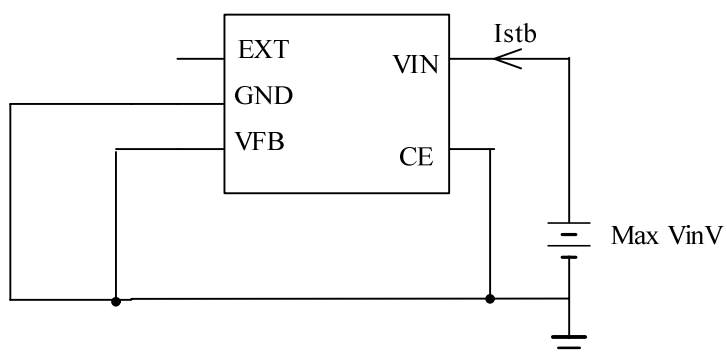 Istb
EXT
VIN
GND
VFB
CE
Max VinV